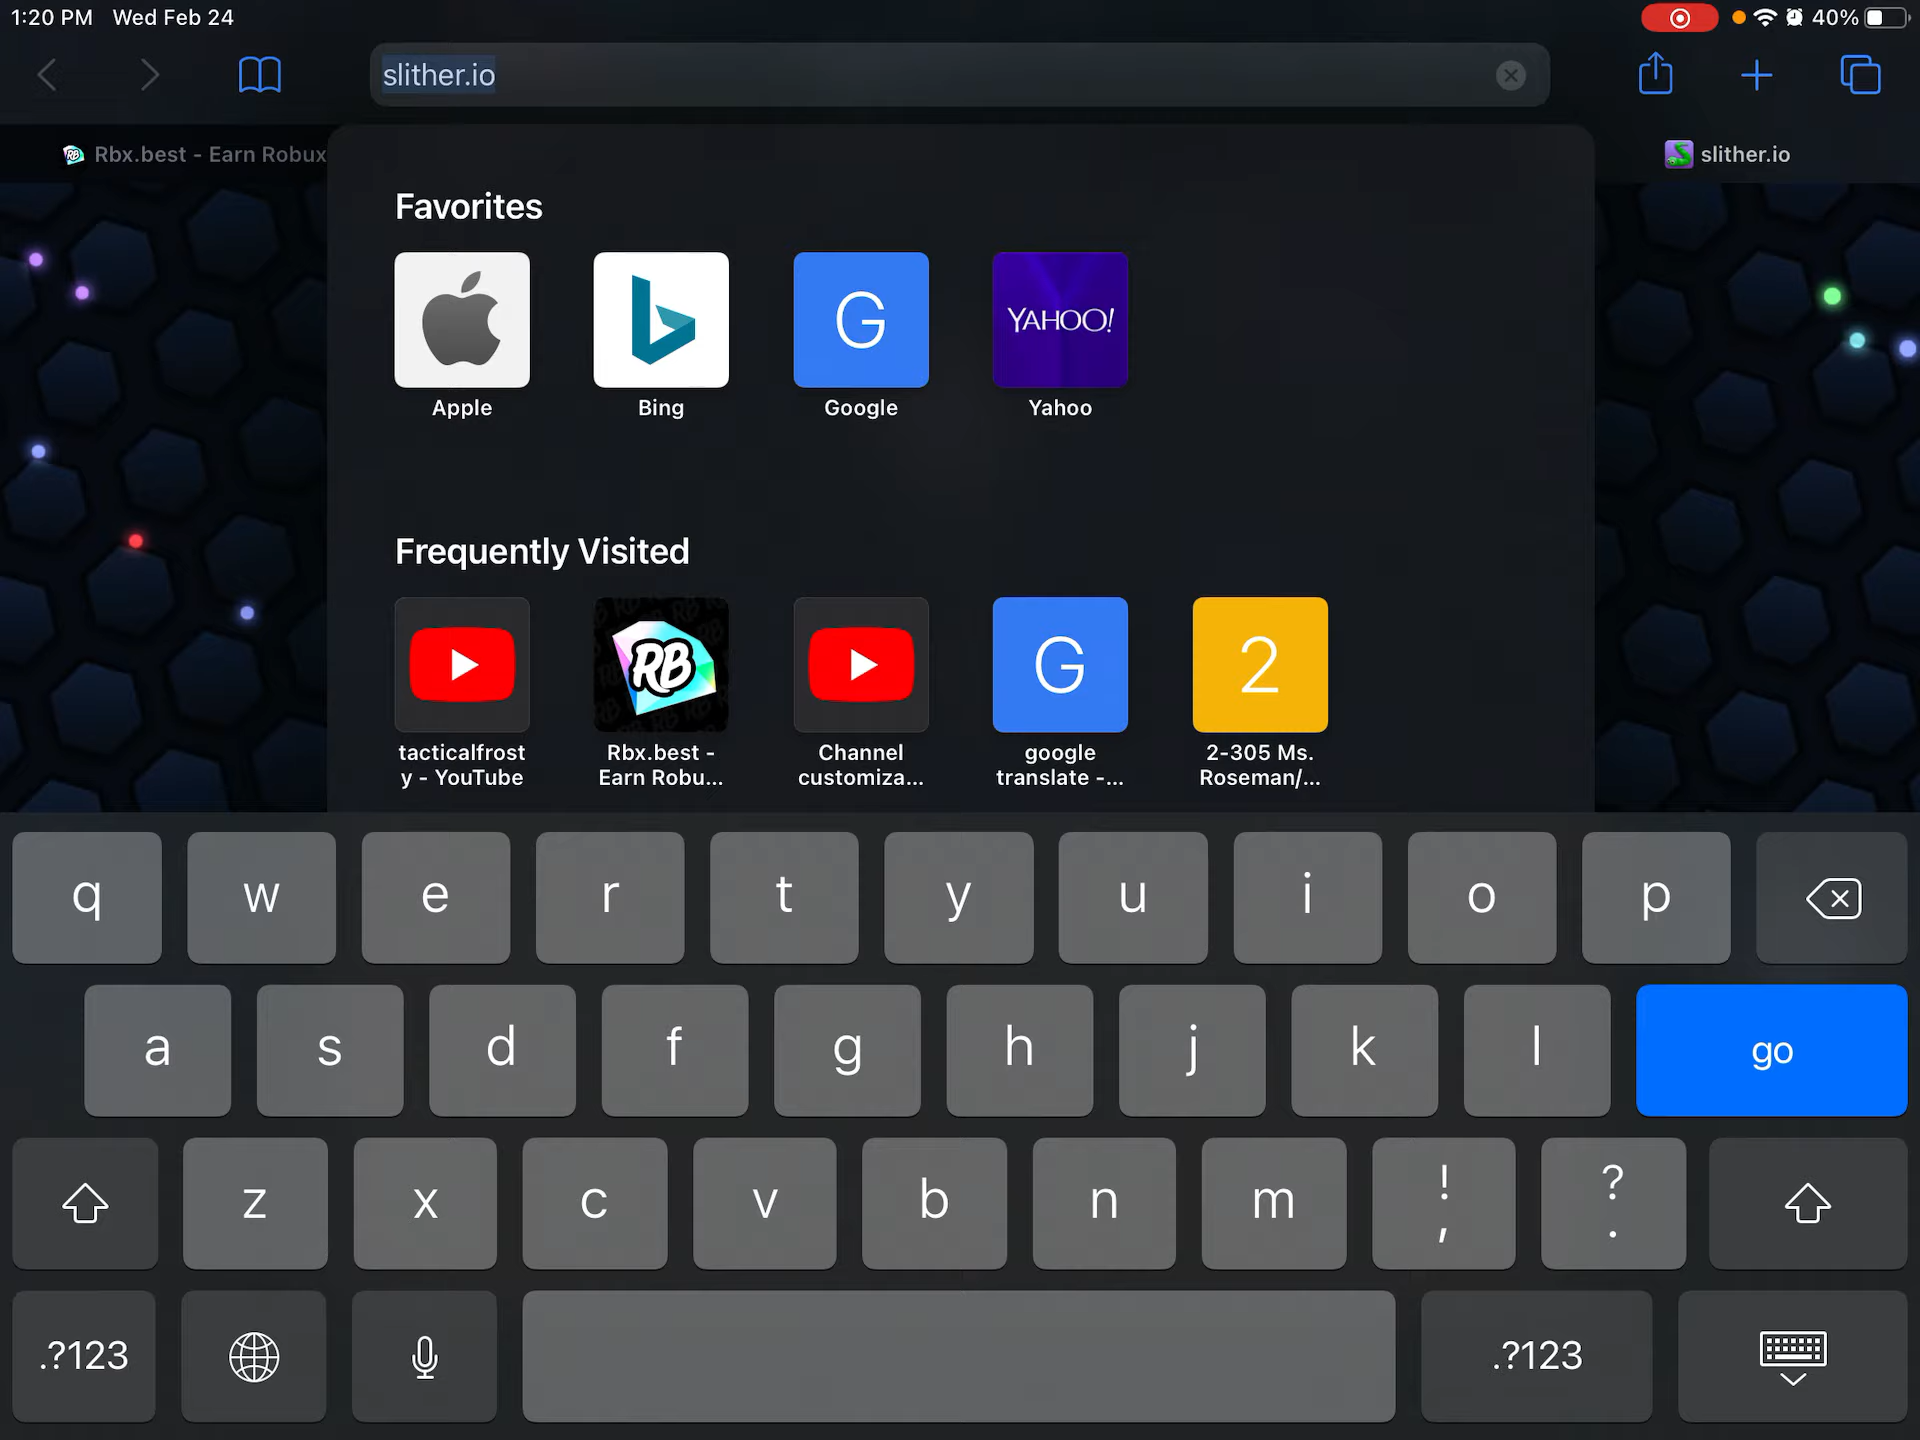 1:20 PM Wed Feb 24
40%
slither.io
Rbx.best - Earn Robux
slither.io
Favorites
G
YAHOO!
Apple
Bing
Google
Yahoo
Frequently Visited
RB
G
2
tacticalfrost
y - YouTube
Rbx.best -
Earn Robu...
Channel
customiza...
google
translate -...
2-305 Ms.
Roseman/...
q w e r t y u i o p
a s d f g h j k l go
z x c v b n m ! , ? .
.?123 .?123